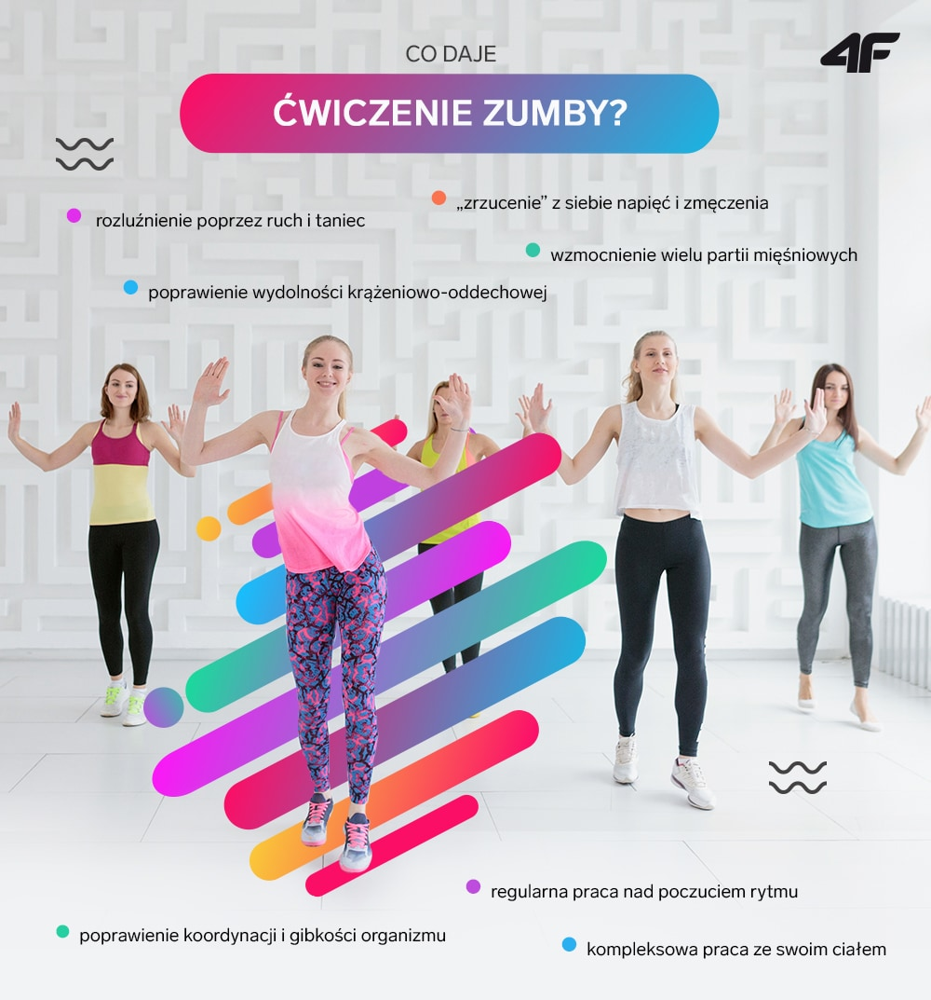 CO DAJE
4F
ĆWICZENIE ZUMBY?
„zrzucenie” z siebie napięć i zmęczenia
rozluźnienie poprzez ruch i taniec
wzmocnienie wielu partii mięśniowych
poprawienie wydolności krążeniowo-oddechowej
regularna praca nad poczuciem rytmu
poprawienie koordynacji i gibkości organizmu
kompleksowa praca ze swoim ciałem